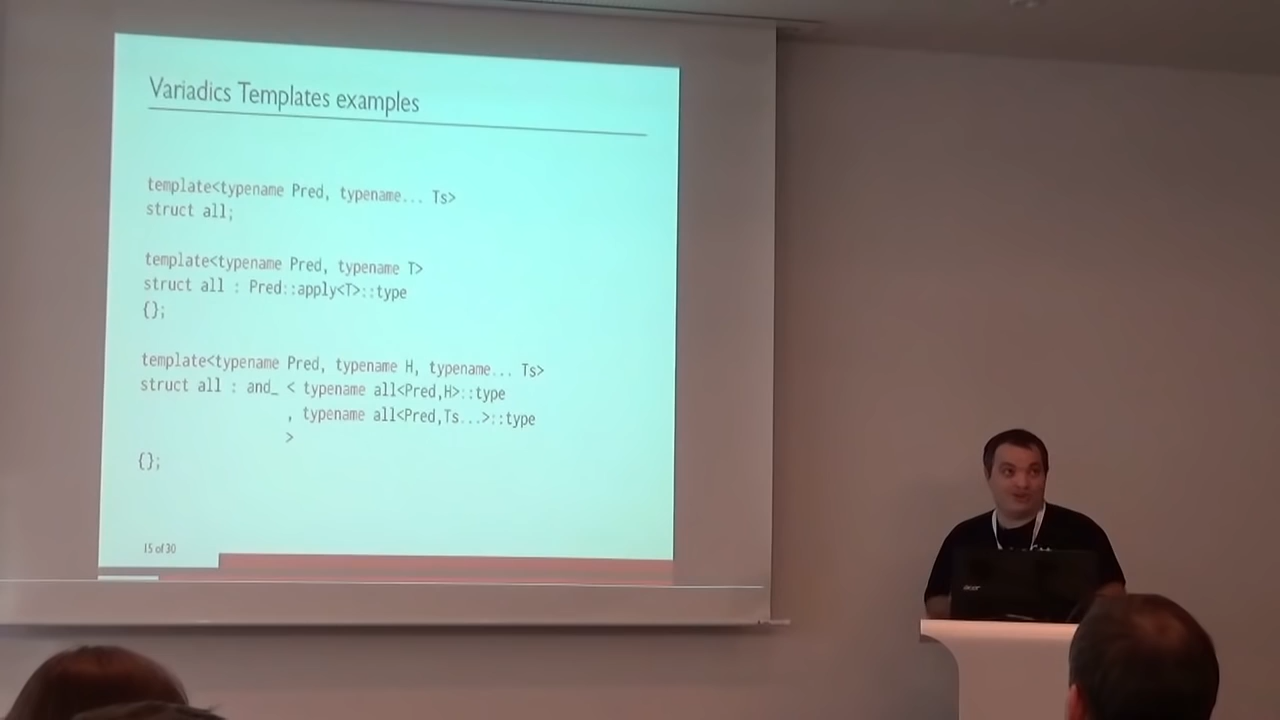 Variadics Templates examples
template<typename Pred, typename... Ts>
struct all;
template<typename Pred, typename T>
struct all : Pred::apply<T>::type
{};
template<typename Pred, typename H, typename... Ts>
struct all : and_ < typename all<Pred,H>::type
, typename all<Pred,Ts...>::type
>
{};
15 of 30
acer